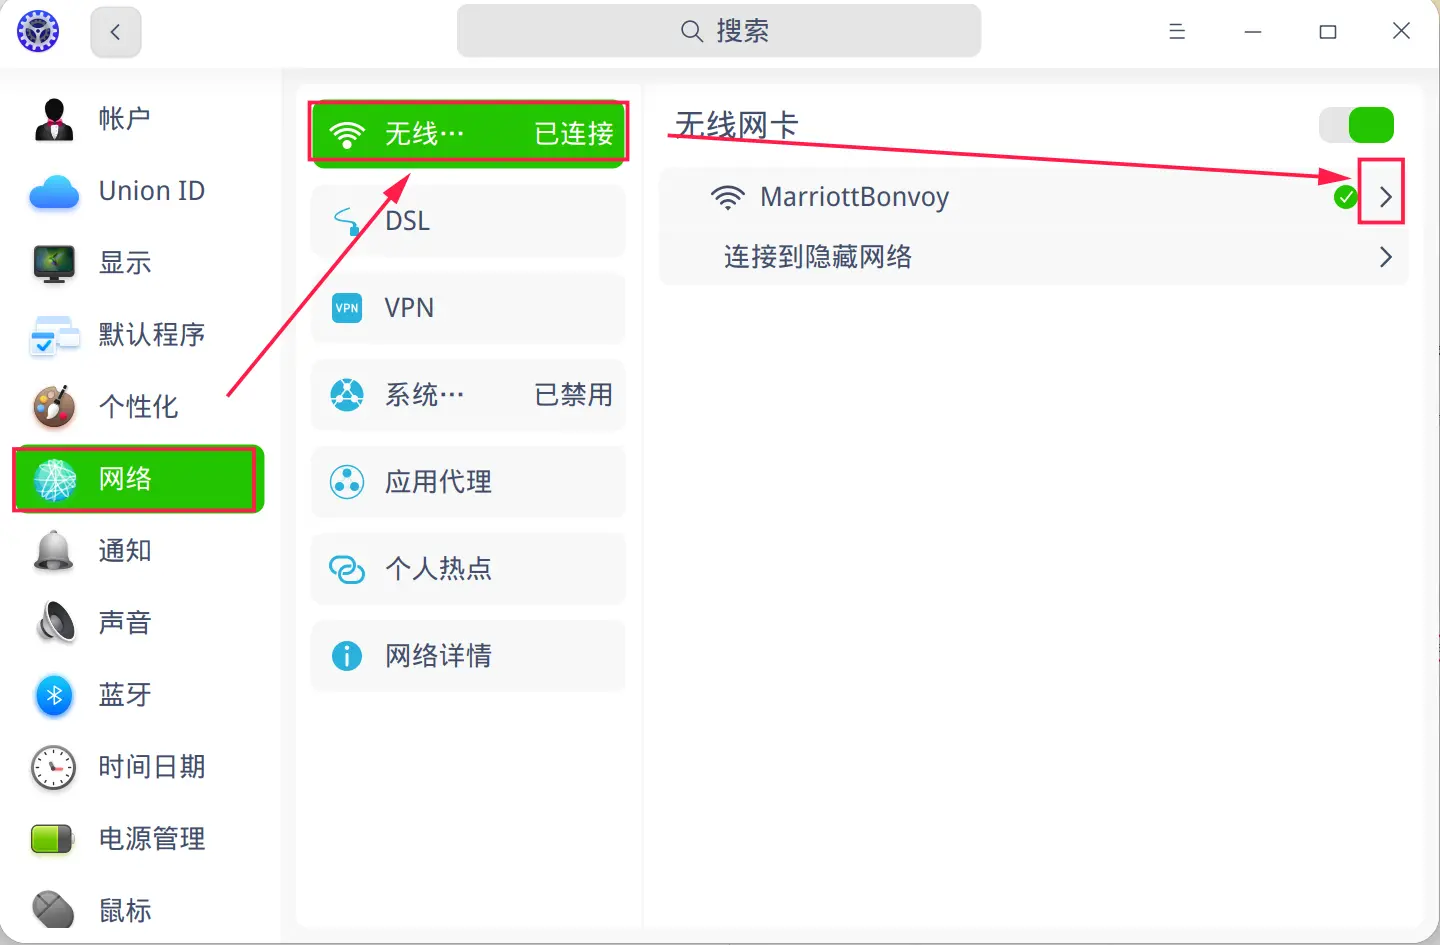 搜索
帐户
Union ID
显示
默认程序
个性化
网络
通知
声音
蓝牙
时间日期
电源管理
鼠标
无线··· 已连接
DSL
VPN
VPN
系统··· 已禁用
应用代理
个人热点
网络详情
无线网卡
MarriottBonvoy
连接到隐藏网络